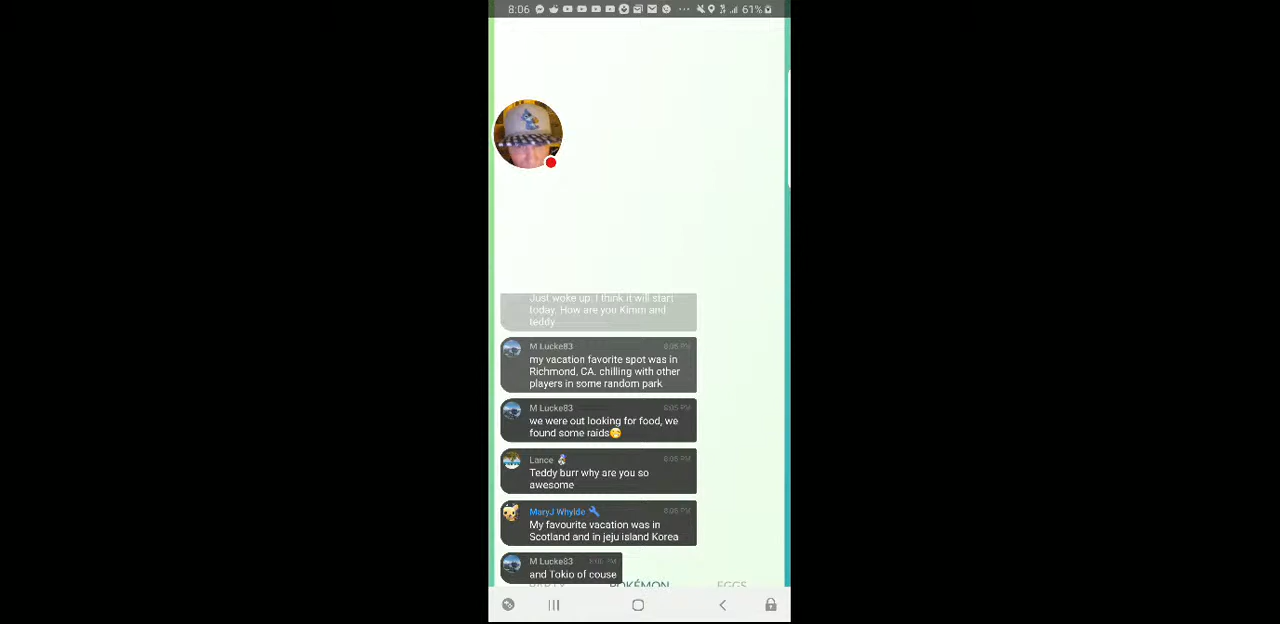 8:06
61%
Just woke up. I think it will start
today. How are you Kimm and
teddy
M Lucke83
my vacation favorite spot was in
Richmond, CA. chilling with other
players in some random park
M Lucke83
we were out looking for food, we
found some raids🤭
Lance
Teddy burr why are you so
awesome
MaryJ Whylde
My favourite vacation was in
Scotland and in jeju island Korea
M Lucke83
and Tokio of couse
PARTY POKÉMON EGGS